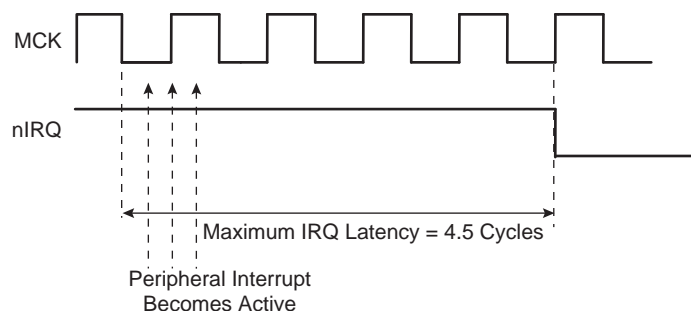 MCK
nIRQ
Maximum IRQ Latency = 4.5 Cycles
Peripheral Interrupt
Becomes Active